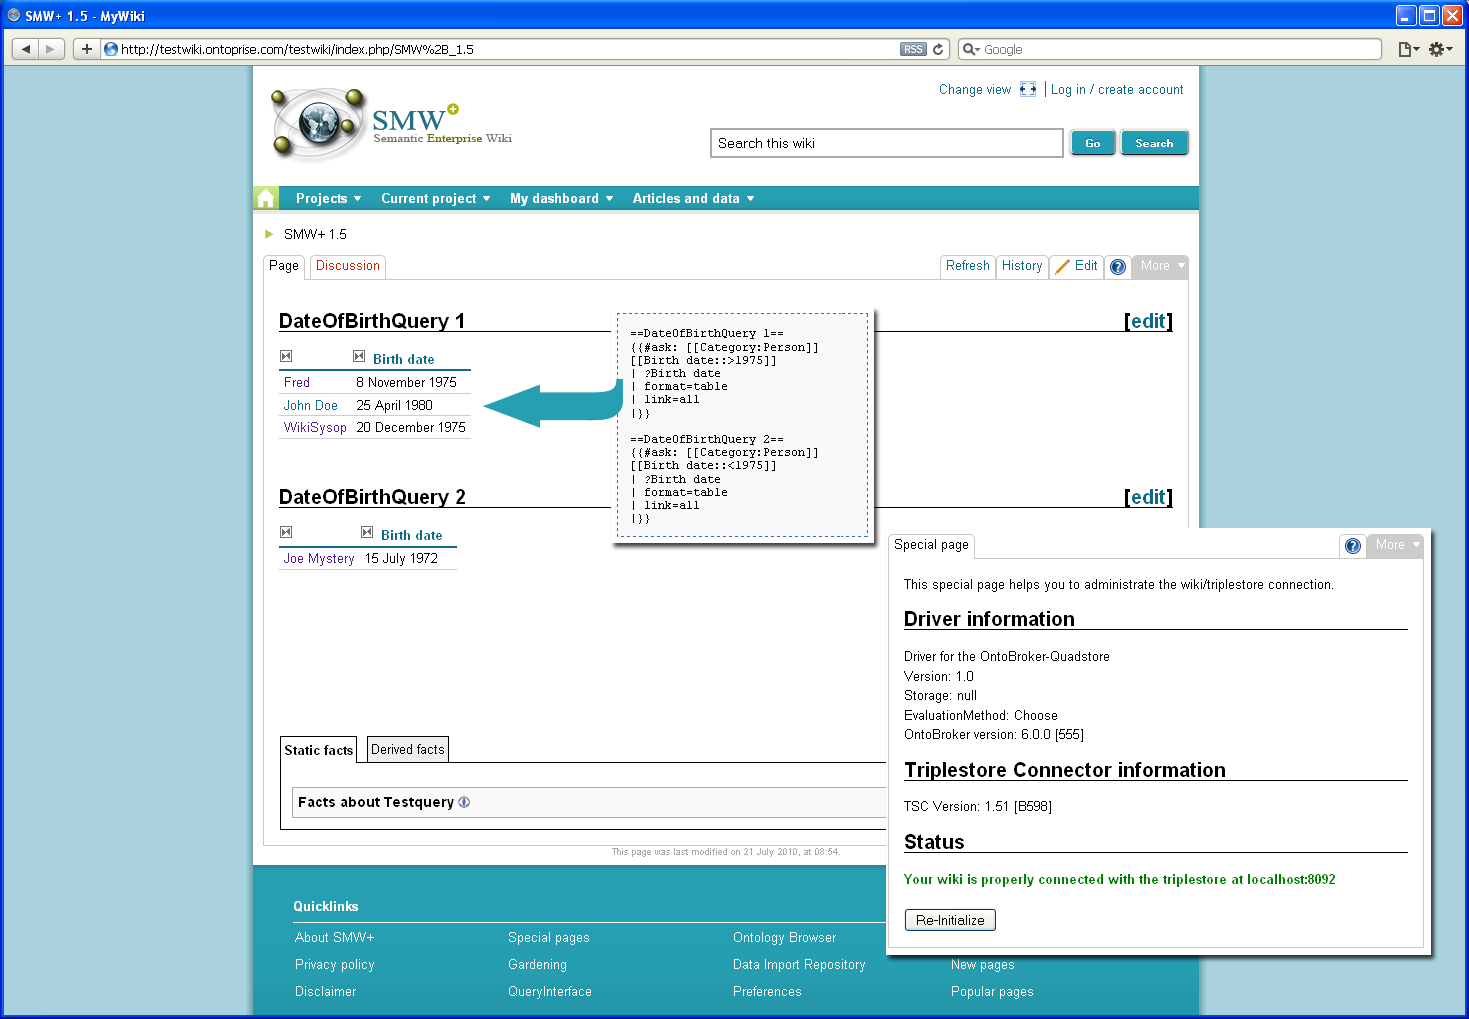 SMW+ 1.5 - MyWiki
http://testwiki.ontoprise.com/testwiki/index.php/SMW%2B_1.5
RSS
Google
SMW+
Semantic Enterprise Wiki
Change view
Log in / create account
Search this wiki
Go
Search
Projects
Current project
My dashboard
Articles and data
SMW+ 1.5
Page
Discussion
Refresh
History
Edit
?
More
DateOfBirthQuery 1
[edit]
Birth date
Fred 8 November 1975
John Doe 25 April 1980
WikiSysop 20 December 1975
==DateOfBirthQuery 1==
{{#ask: [[Category:Person]]
[[Birth date::>1975]]
| ?Birth date
| format=table
| link=all
|}}
==DateOfBirthQuery 2==
{{#ask: [[Category:Person]]
[[Birth date::<1975]]
| ?Birth date
| format=table
| link=all
|}}
DateOfBirthQuery 2
[edit]
Birth date
Joe Mystery 15 July 1972
Static facts
Derived facts
Facts about Testquery
This page was last modified on 21 July 2010, at 08:54.
Special page
?
More
This special page helps you to administrate the wiki/triplestore connection.
Driver information
Driver for the OntoBroker-Quadstore
Version: 1.0
Storage: null
EvaluationMethod: Choose
OntoBroker version: 6.0.0 [555]
Triplestore Connector information
TSC Version: 1.51 [B598]
Status
Your wiki is properly connected with the triplestore at localhost:8092
Re-Initialize
Quicklinks
About SMW+
Special pages
Ontology Browser
Privacy policy
Gardening
Data Import Repository
New pages
Disclaimer
QueryInterface
Preferences
Popular pages